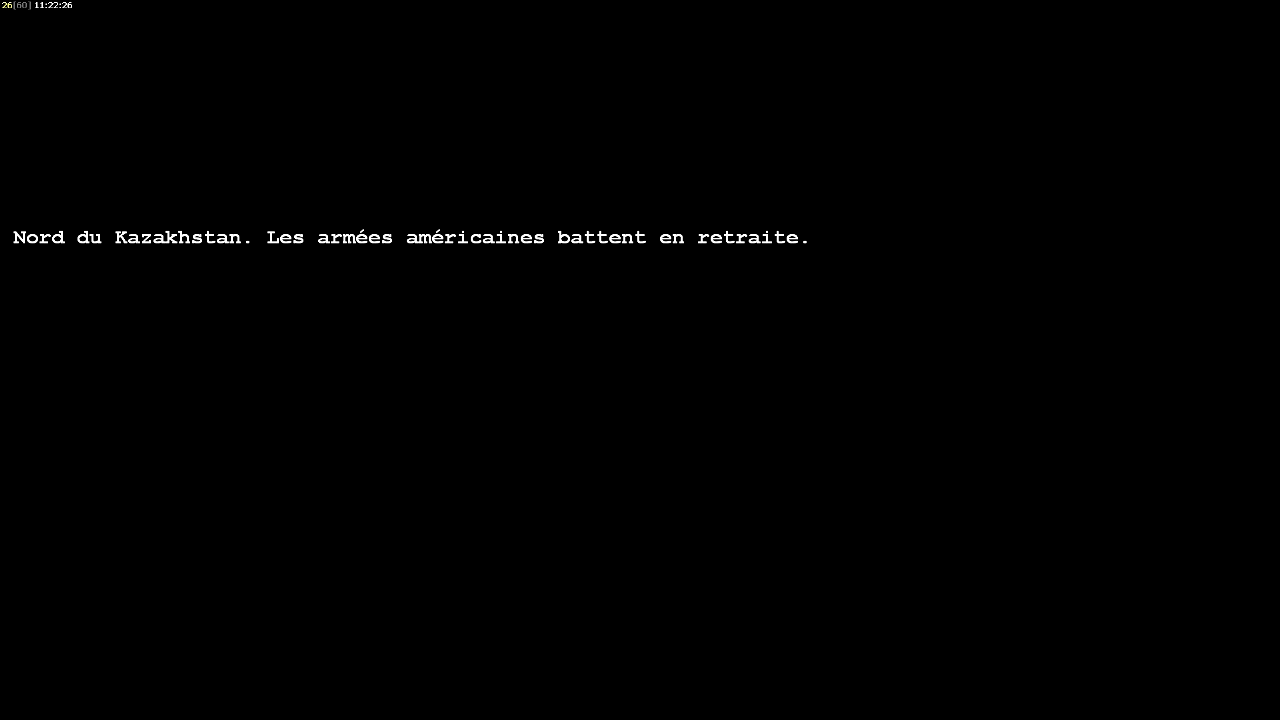 26[60] 11:22:26
Nord du Kazakhstan. Les armées américaines battent en retraite.